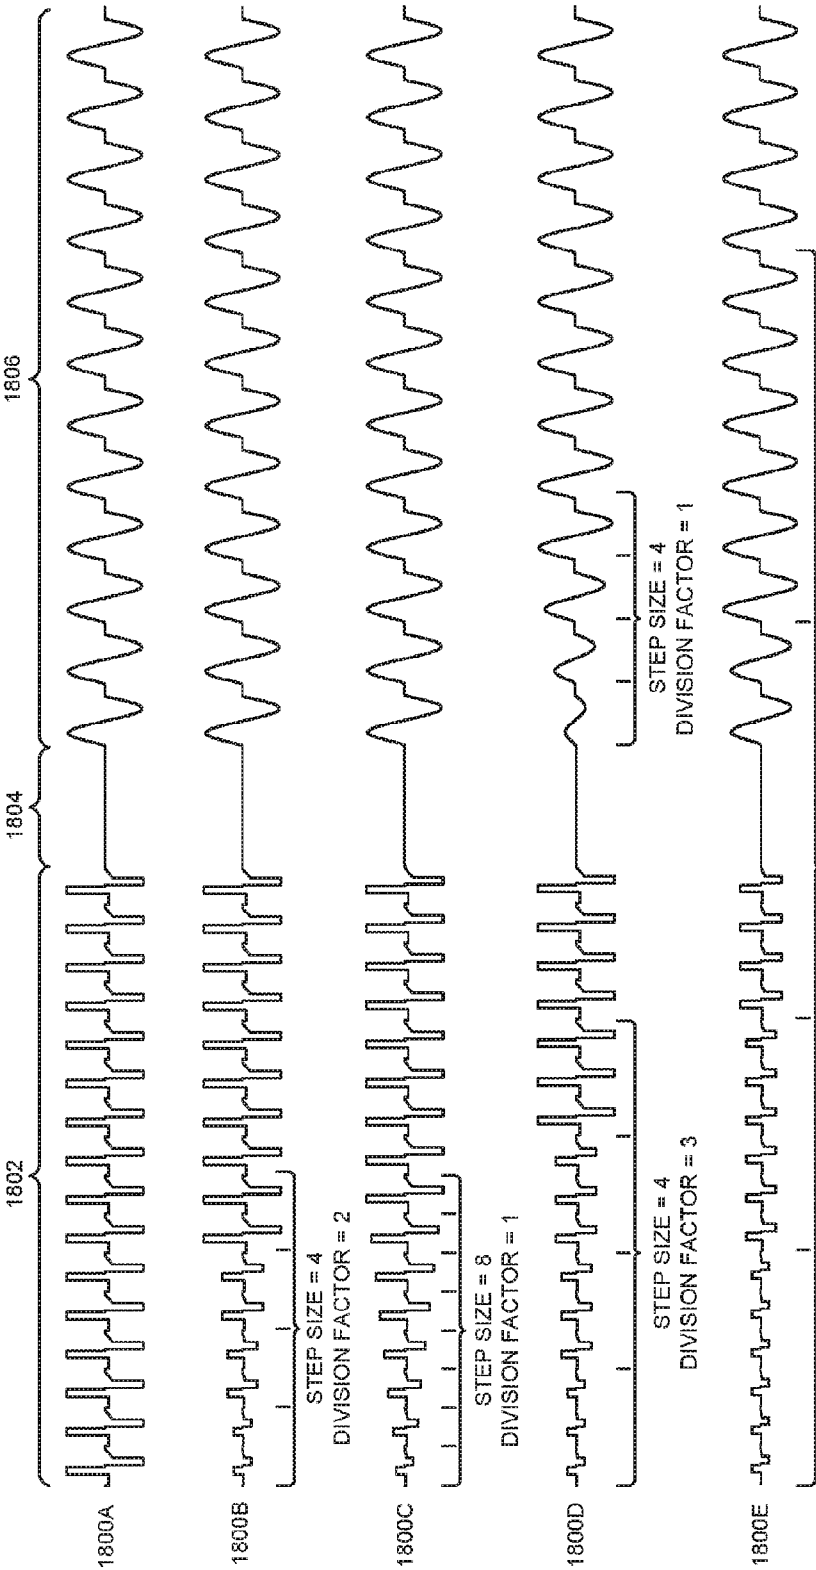 1802
1804
1806
1800A
1800B
STEP SIZE = 4
DIVISION FACTOR = 2
1800C
STEP SIZE = 8
DIVISION FACTOR = 1
1800D
STEP SIZE = 4
DIVISION FACTOR = 3
STEP SIZE = 4
DIVISION FACTOR = 1
1800E